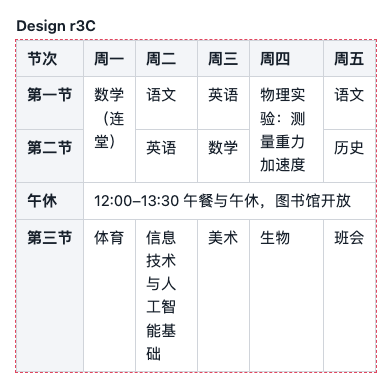 Design r3C
节次 周一 周二 周三 周四 周五
第一节 数学（连堂） 语文 英语 物理实验：测量重力加速度 语文
第二节 英语 数学 历史
午休 12:00–13:30 午餐与午休，图书馆开放
第三节 体育 信息技术与人工智能基础 美术 生物 班会